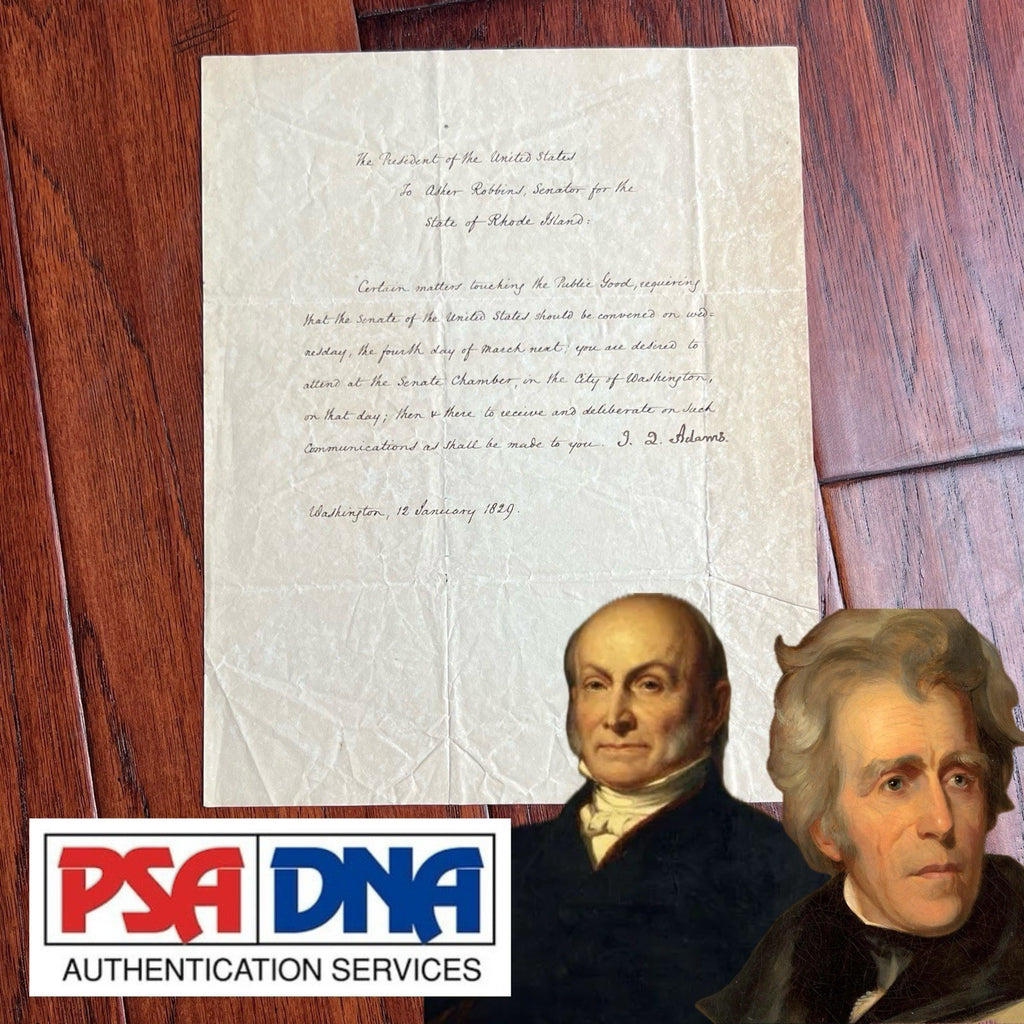 The President of the United States
To Asher Robbins, Senator for the
State of Rhode Island:
Certain matters touching the Public Good, requiring
that the Senate of the United States should be convened on wed=
nesday, the fourth day of March next; you are desired to
attend at the Senate Chamber, in the City of Washington,
on that day; then & there to receive and deliberate on such
Communications as shall be made to you. J. Q. Adams.
Washington, 12 January 1829.
PSA DNA
AUTHENTICATION SERVICES